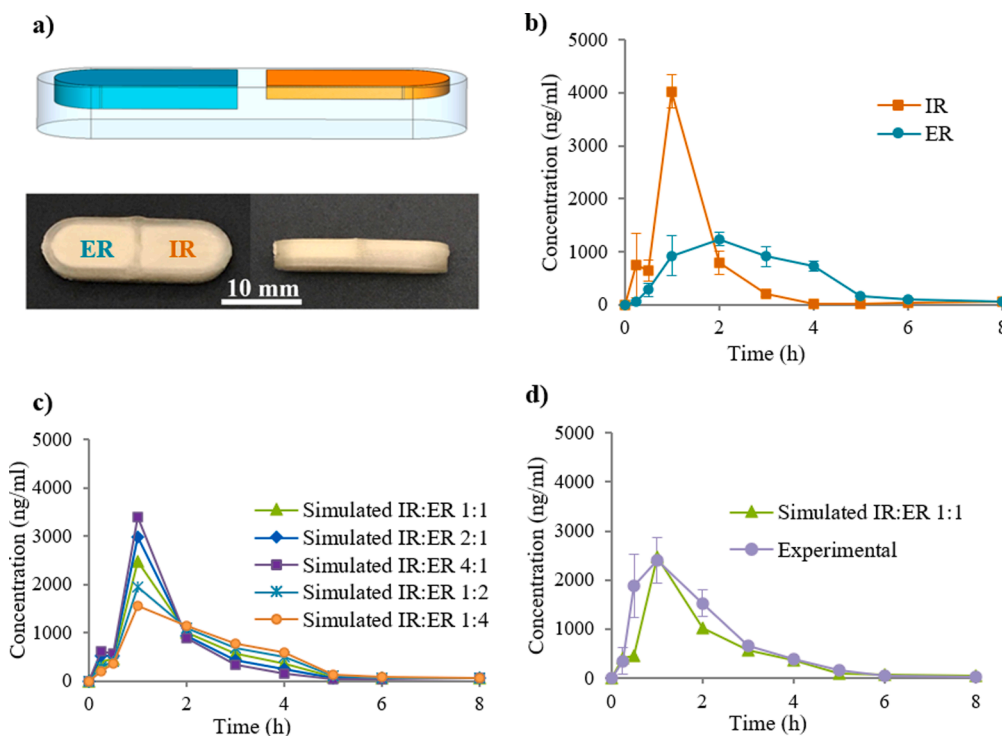 a)
ER
IR
10 mm
b)
Concentration (ng/ml)
5000
4000
3000
2000
1000
0
IR
ER
0
2
4
6
8
Time (h)
c)
Concentration (ng/ml)
5000
4000
3000
2000
1000
0
Simulated IR:ER 1:1
Simulated IR:ER 2:1
Simulated IR:ER 4:1
Simulated IR:ER 1:2
Simulated IR:ER 1:4
0
2
4
6
8
Time (h)
d)
Concentration (ng/ml)
5000
4000
3000
2000
1000
0
Simulated IR:ER 1:1
Experimental
0
2
4
6
8
Time (h)